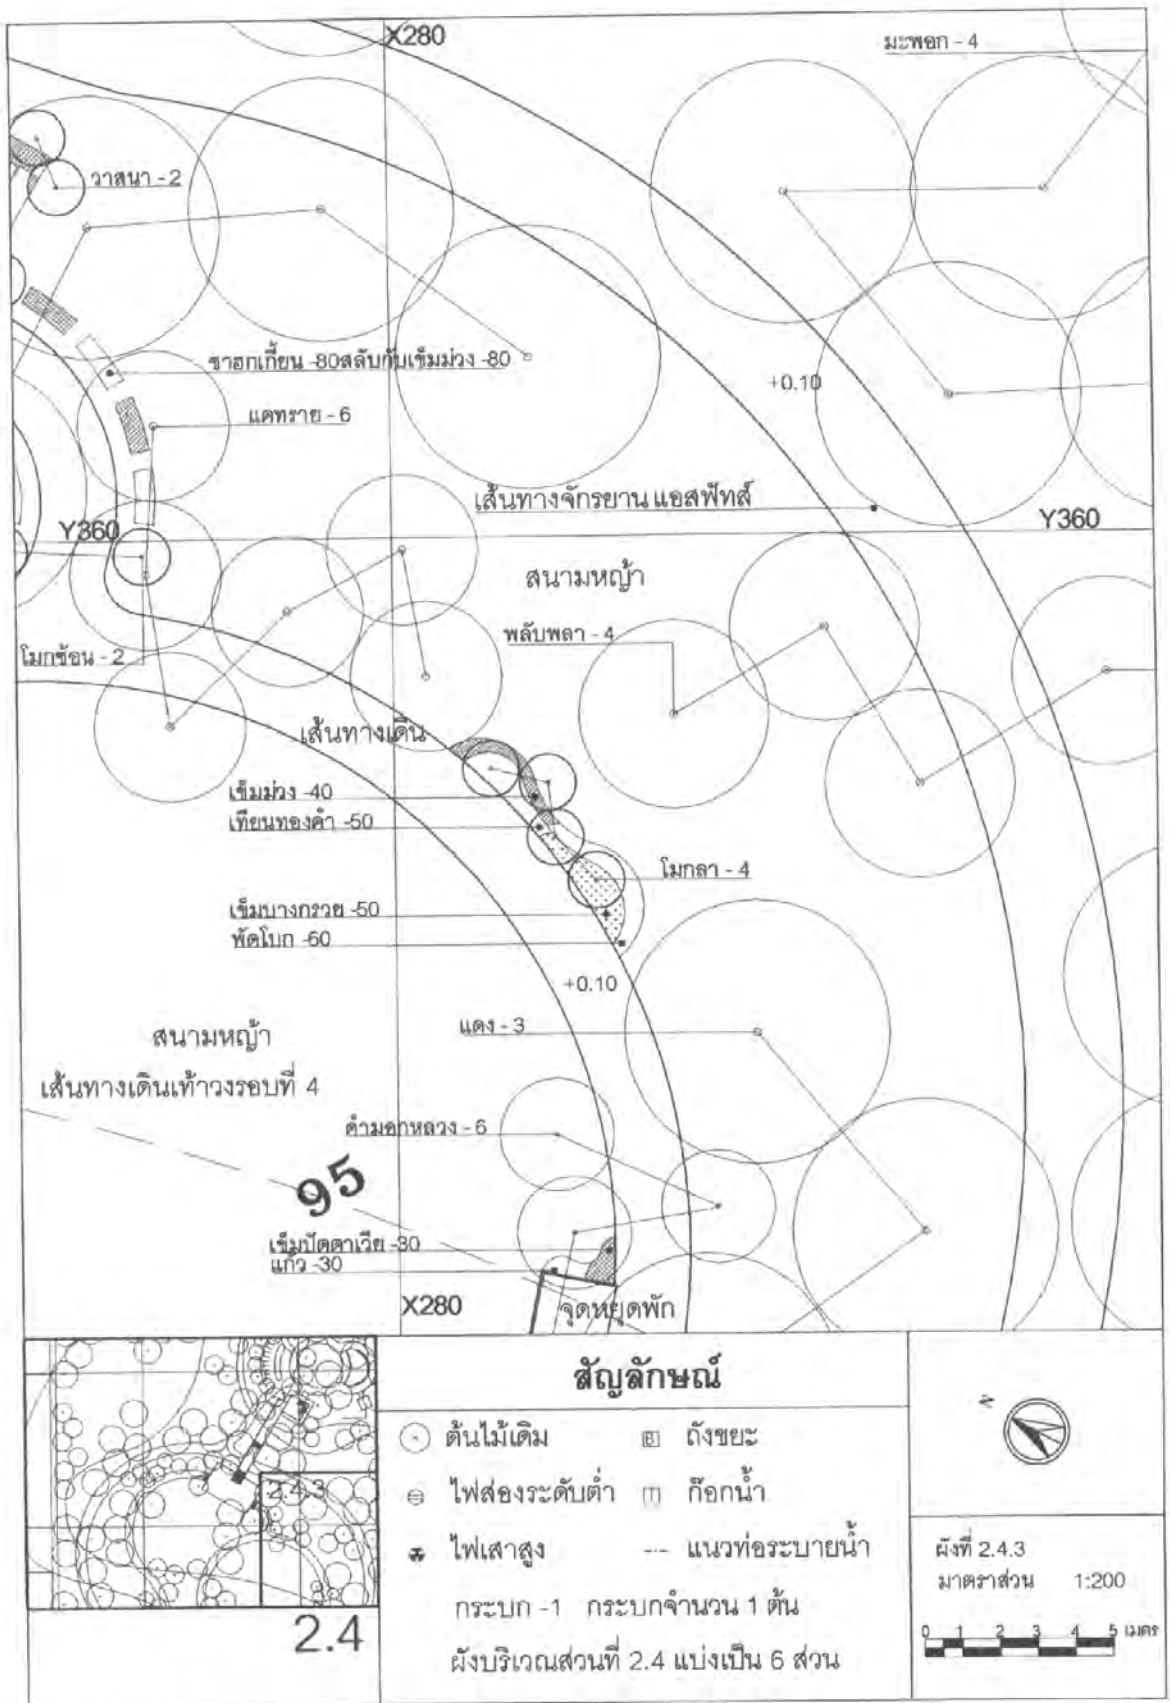 X280
มะพอก - 4
วาสนา - 2
ชาฮกเกี้ยน -80สลับกับเข็มม่วง -80
+0.10
แคทราย - 6
เส้นทางจักรยาน แอสฟัทส์
Y360
Y360
สนามหญ้า
พลับพลา - 4
โมกซ้อน - 2
เส้นทางเดิน
เข็มม่วง -40
เทียนทองคำ -50
โมกลา - 4
เข็มบางกรวย -50
พัดโบก -60
+0.10
แดง - 3
สนามหญ้า
เส้นทางเดินเท้าวงรอบที่ 4
คำมอกหลวง - 6
95
เข็มปัตตาเวีย -30
แก้ว -30
X280
จุดหยุดพัก
สัญลักษณ์
ต้นไม้เดิม
ถังขยะ
N
2.4.3
ไฟส่องระดับต่ำ
ก๊อกน้ำ
ไฟเสาสูง
แนวท่อระบายน้ำ
ผังที่ 2.4.3
มาตราส่วน 1:200
กระบก -1 กระบกจำนวน 1 ต้น
0 1 2 3 4 5 เมตร
2.4
ผังบริเวณส่วนที่ 2.4 แบ่งเป็น 6 ส่วน